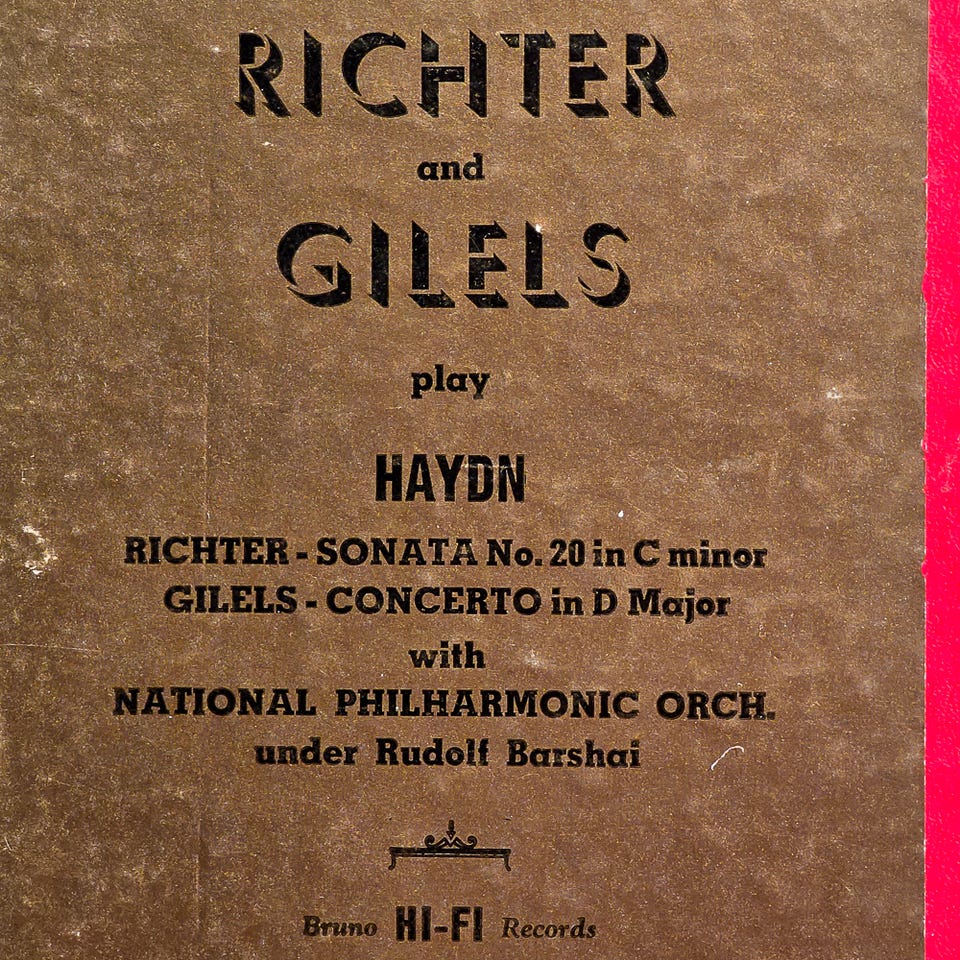 RICHTER
and
GILELS
play
HAYDN
RICHTER - SONATA No. 20 in C minor
GILELS - CONCERTO in D Major
with
NATIONAL PHILHARMONIC ORCH.
under Rudolf Barshai
Bruno HI-FI Records